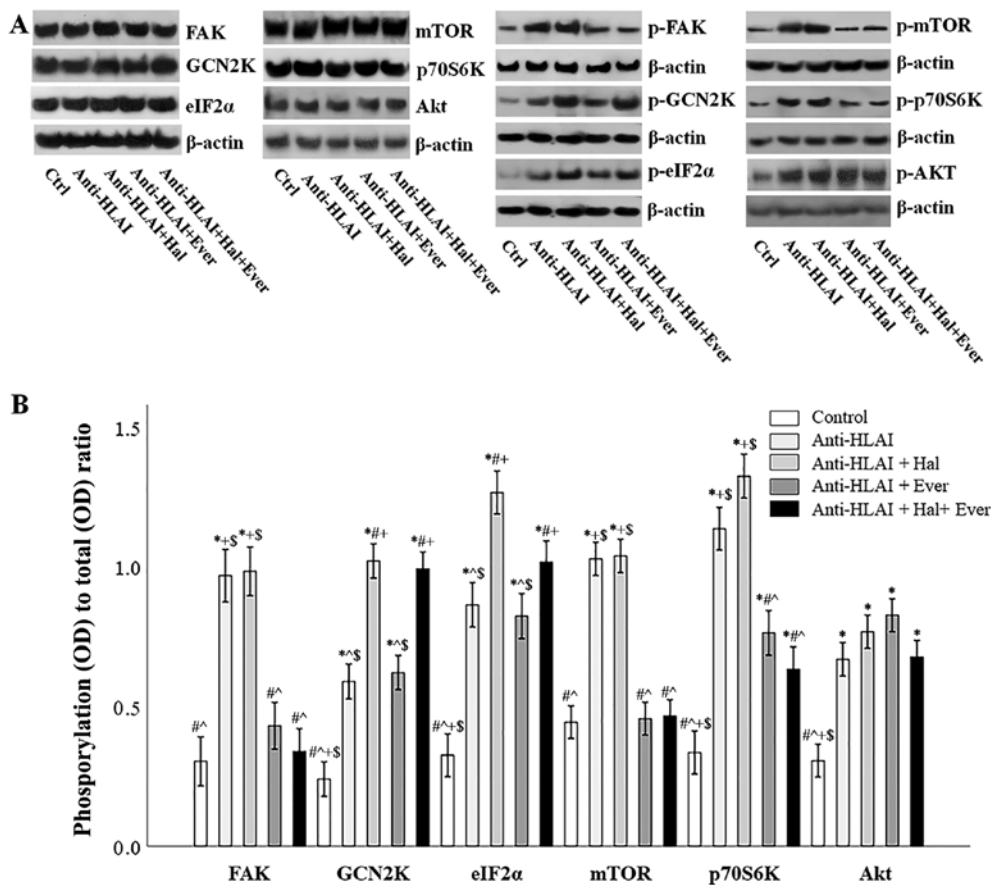 A
FAK
GCN2K
eIF2α
β-actin
Ctrl
Anti-HLAI
Anti-HLAI+Hal
Anti-HLAI+Ever
Anti-HLAI+Hal+Ever
mTOR
p70S6K
Akt
β-actin
Ctrl
Anti-HLAI
Anti-HLAI+Hal
Anti-HLAI+Ever
Anti-HLAI+Hal+Ever
p-FAK
β-actin
p-GCN2K
β-actin
p-eIF2α
β-actin
Ctrl
Anti-HLAI
Anti-HLAI+Hal
Anti-HLAI+Ever
Anti-HLAI+Hal+Ever
p-mTOR
β-actin
p-p70S6K
β-actin
p-AKT
β-actin
Ctrl
Anti-HLAI
Anti-HLAI+Hal
Anti-HLAI+Ever
Anti-HLAI+Hal+Ever
B
Phosporylation (OD) to total (OD) ratio
1.5
1.0
0.5
0.0
Control
Anti-HLAI
Anti-HLAI + Hal
Anti-HLAI + Ever
Anti-HLAI + Hal+ Ever
#^
*+$
*+$
#^
#^
#^+$
*^$
*#+
*^$
*#+
#^+$
*^$
*#+
*^$
*#+
#^
*+$
*+$
#^
#^
#^+$
*+$
*+$
*#^
*#^
#^+$
*
*
*
*
FAK GCN2K eIF2α mTOR p70S6K Akt